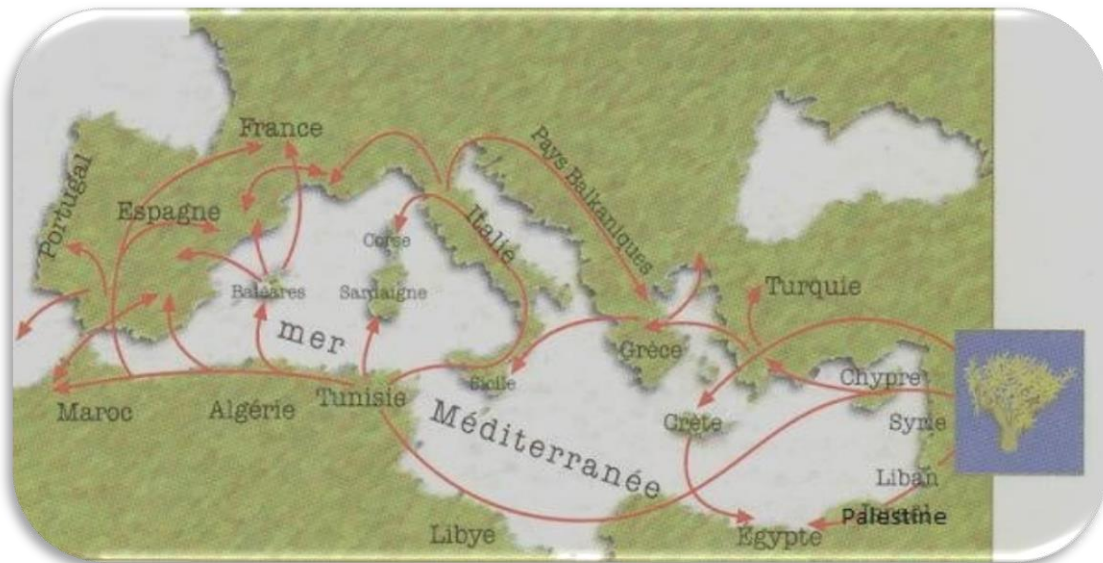 France
Pays Balkaniques
Portugal
Espagne
Italie
Corse
Turquie
Baléares
Sardaigne
mer
Grèce
Chypre
Sicile
Tunisie
Algérie
Maroc
Crète
Syrie
Méditerranée
Liban
Palestine
Libye
Egypte